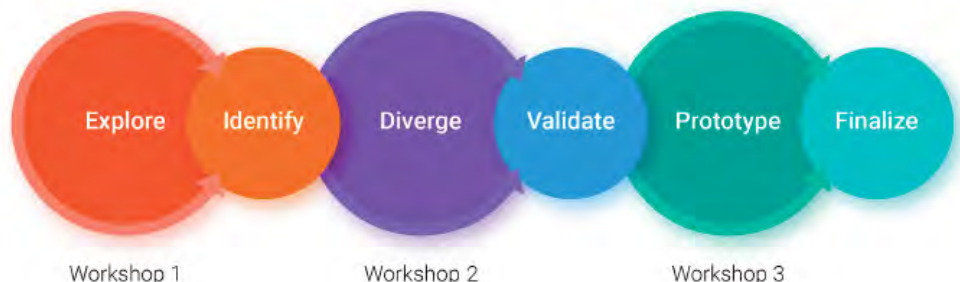 Explore Identify Diverge Validate Prototype Finalize
Workshop 1 Workshop 2 Workshop 3